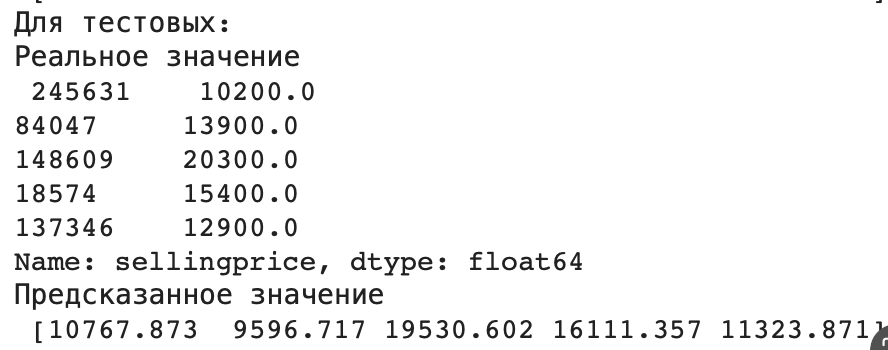 Для тестовых:
Реальное значение
245631 10200.0
84047 13900.0
148609 20300.0
18574 15400.0
137346 12900.0
Name: sellingprice, dtype: float64
Предсказанное значение
[10767.873 9596.717 19530.602 16111.357 11323.871]